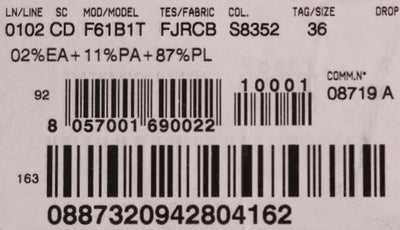 LN/LINE SC MOD/MODEL TES/FABRIC COL. TAG/SIZE DROP
0102 CD F61B1T FJRCB S8352 36
02%EA+11%PA+87%PL
10001
COMM.N*
92
08719 A
8 057001 690022
163
0887320942804162